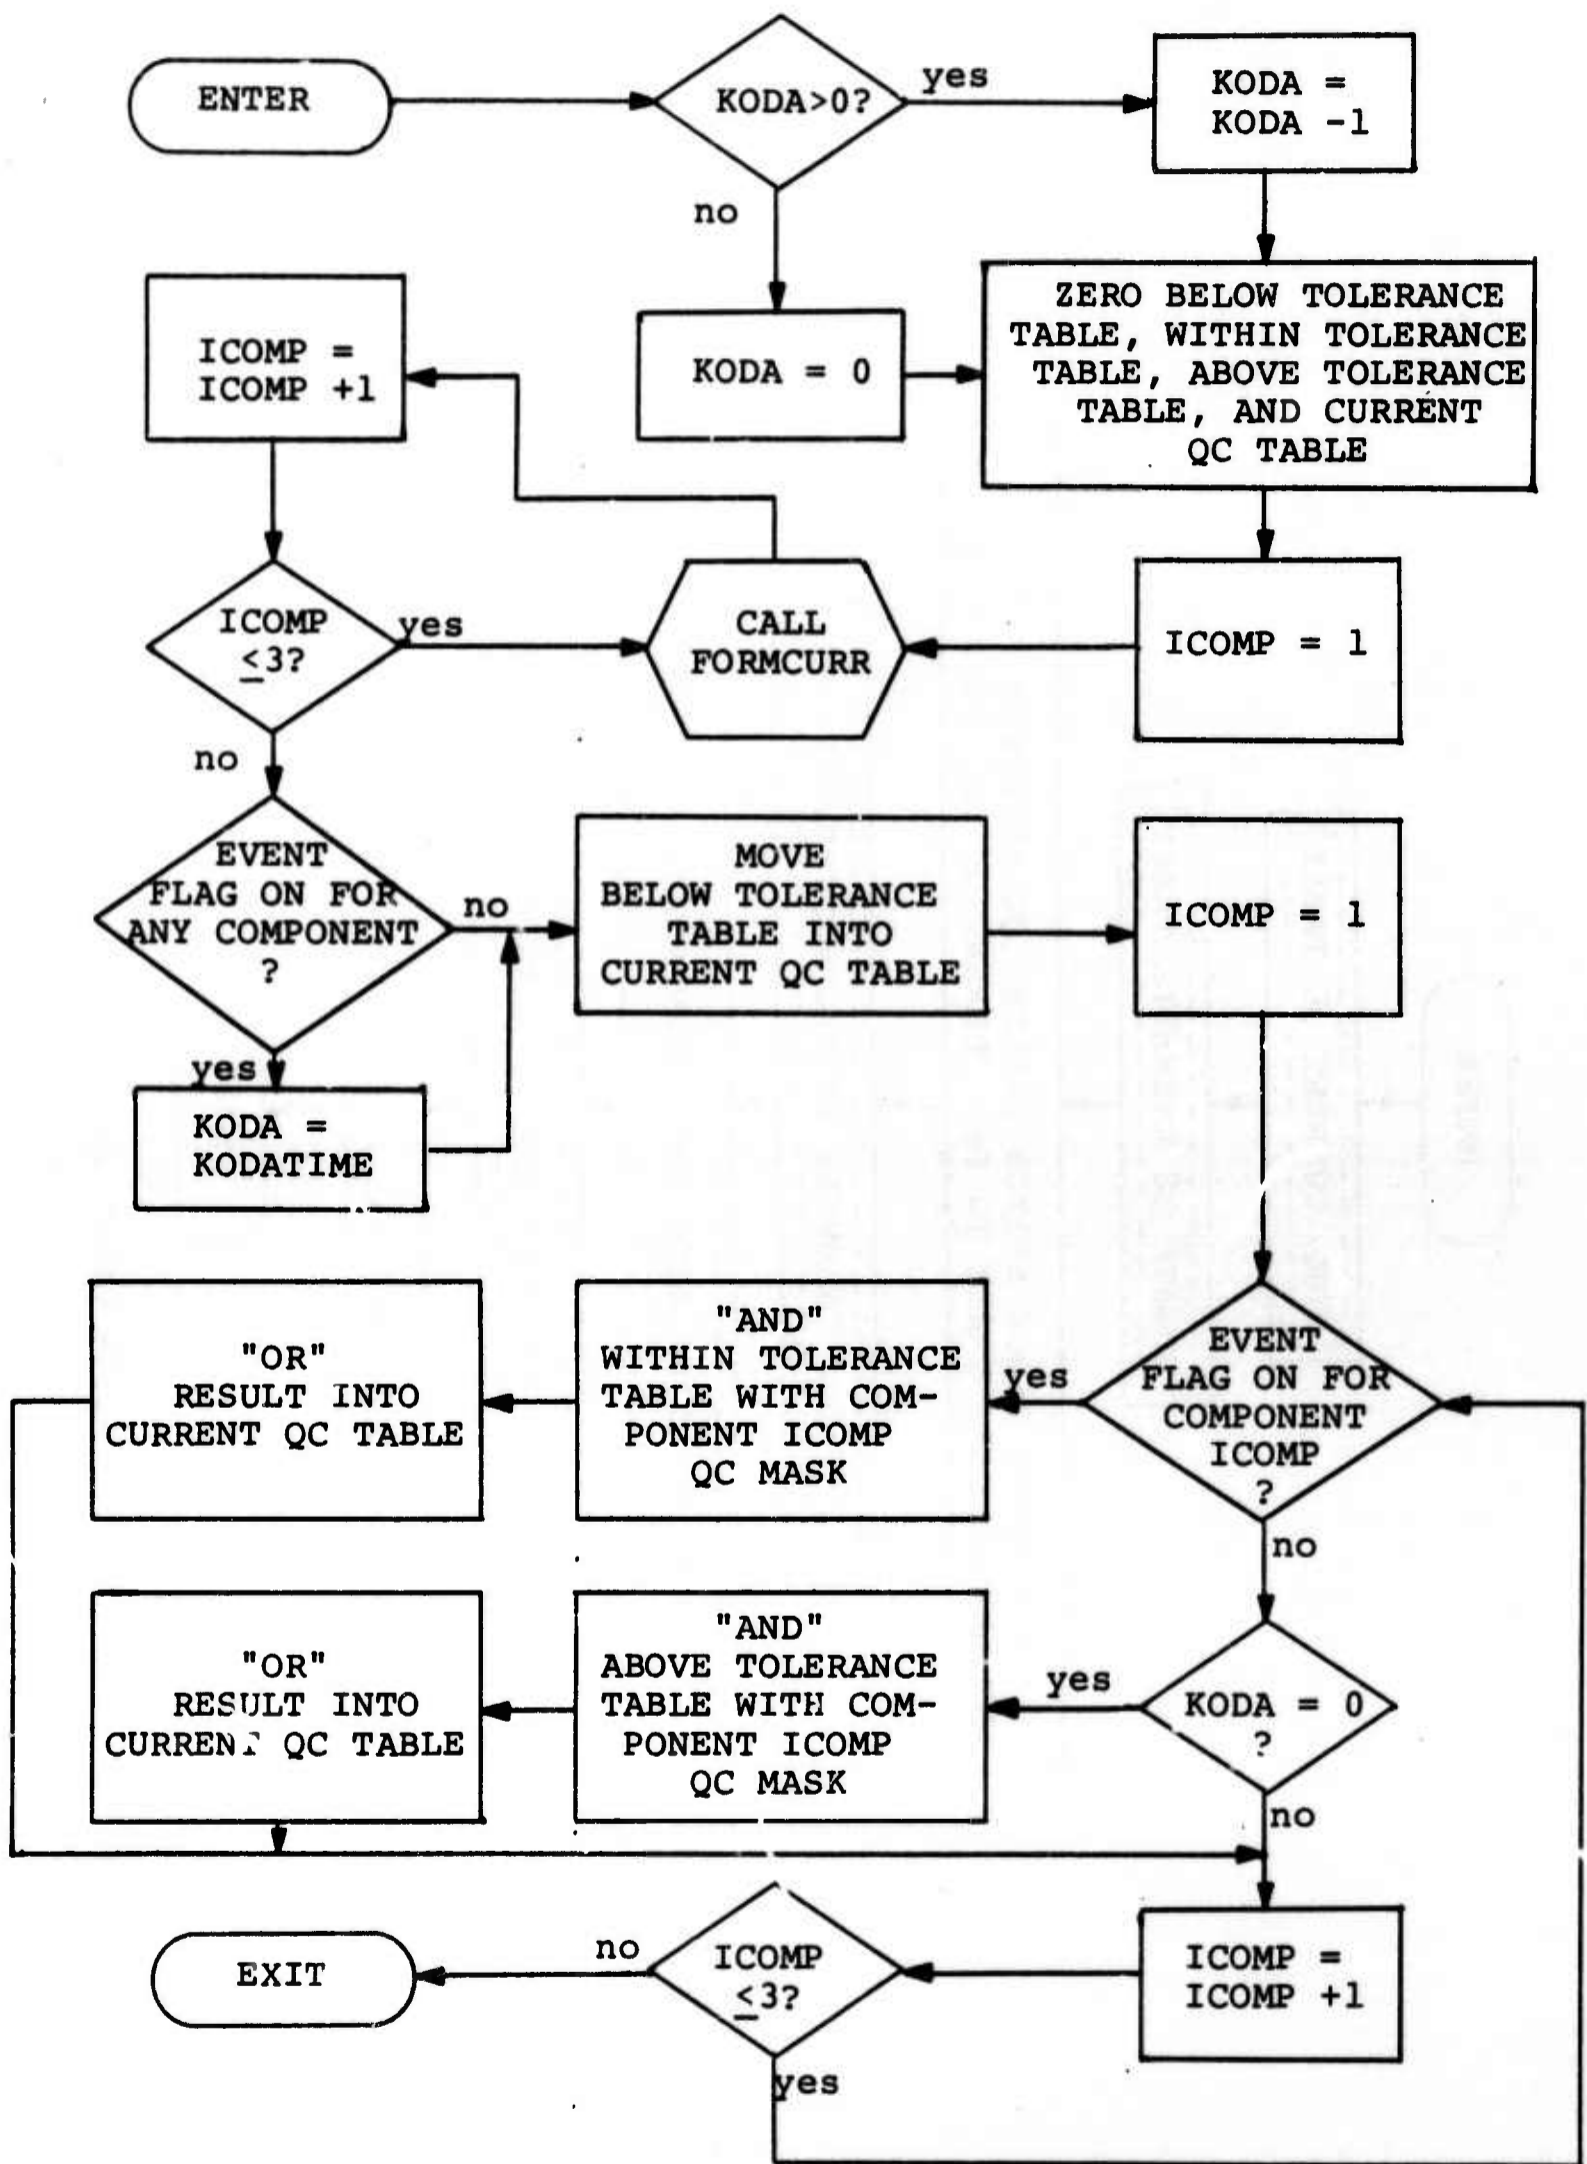 ENTER
KODA>0?
yes
KODA =
KODA -1
no
KODA = 0
ZERO BELOW TOLERANCE
TABLE, WITHIN TOLERANCE
TABLE, ABOVE TOLERANCE
TABLE, AND CURRENT
QC TABLE
ICOMP =
ICOMP +1
ICOMP
≤3?
yes
CALL
FORMCURR
ICOMP = 1
no
EVENT
FLAG ON FOR
ANY COMPONENT
?
no
MOVE
BELOW TOLERANCE
TABLE INTO
CURRENT QC TABLE
ICOMP = 1
yes
KODA =
KODATIME
"OR"
RESULT INTO
CURRENT QC TABLE
"AND"
WITHIN TOLERANCE
TABLE WITH COM-
PONENT ICOMP
QC MASK
yes
EVENT
FLAG ON FOR
COMPONENT
ICOMP
?
no
"OR"
RESULT INTO
CURRENT QC TABLE
"AND"
ABOVE TOLERANCE
TABLE WITH COM-
PONENT ICOMP
QC MASK
yes
KODA = 0
?
no
EXIT
no
ICOMP
≤3?
ICOMP =
ICOMP +1
yes